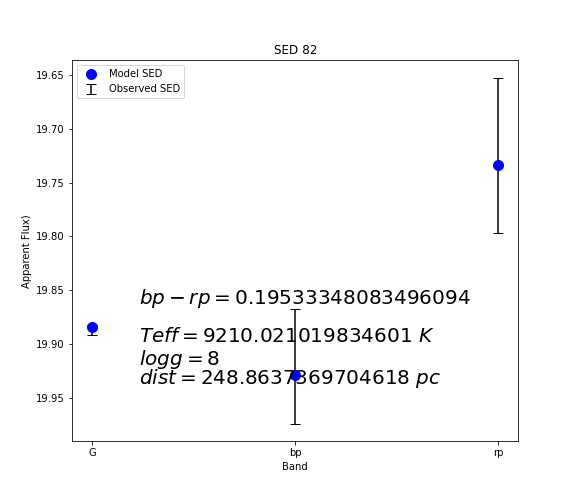 SED 82
Model SED
Observed SED
19.65
19.70
19.75
19.80
19.85
19.90
19.95
Apparent Flux)
bp − rp = 0.19533348083496094
Teff = 9210.021019834601 K
logg = 8
dist = 248.8637369704618 pc
G
bp
rp
Band